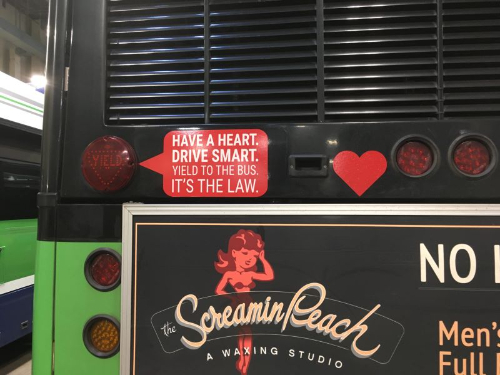 YIELD
HAVE A HEART.
DRIVE SMART.
YIELD TO THE BUS.
IT'S THE LAW.
the
Screamin Peach
A WAXING STUDIO
NO
Men's
Full